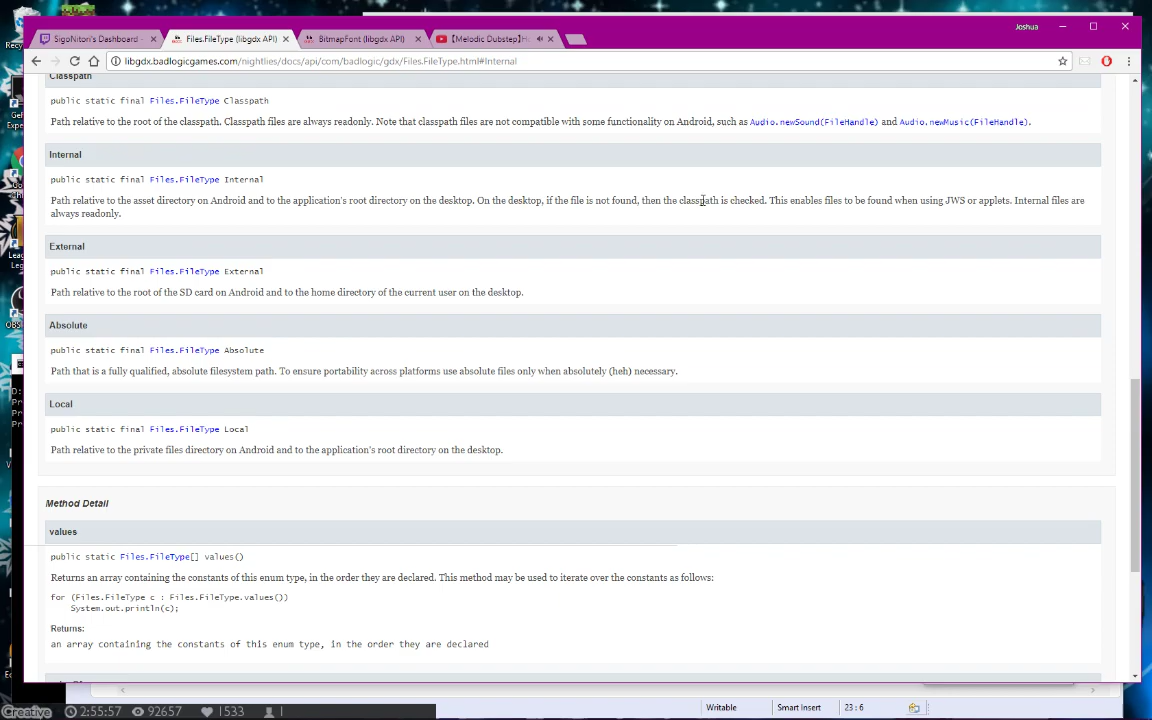 Joshua
SigoNitori's Dashboard - Files.FileType (libgdx API) BitmapFont (libgdx API) 【Melodic Dubstep】H
libgdx.badlogicgames.com/nightlies/docs/api/com/badlogic/gdx/Files.FileType.html#Internal
Classpath
public static final Files.FileType Classpath
Path relative to the root of the classpath. Classpath files are always readonly. Note that classpath files are not compatible with some functionality on Android, such as Audio.newSound(FileHandle) and Audio.newMusic(FileHandle).
Internal
public static final Files.FileType Internal
Path relative to the asset directory on Android and to the application's root directory on the desktop. On the desktop, if the file is not found, then the classpath is checked. This enables files to be found when using JWS or applets. Internal files are
always readonly.
External
public static final Files.FileType External
Path relative to the root of the SD card on Android and to the home directory of the current user on the desktop.
Absolute
public static final Files.FileType Absolute
Path that is a fully qualified, absolute filesystem path. To ensure portability across platforms use absolute files only when absolutely (heh) necessary.
Local
public static final Files.FileType Local
Path relative to the private files directory on Android and to the application's root directory on the desktop.
Method Detail
values
public static Files.FileType[] values()
Returns an array containing the constants of this enum type, in the order they are declared. This method may be used to iterate over the constants as follows:
for (Files.FileType c : Files.FileType.values())
System.out.println(c);
Returns:
an array containing the constants of this enum type, in the order they are declared
Writable Smart Insert 23 : 6
Creative 2:55:57 92657 1533 1